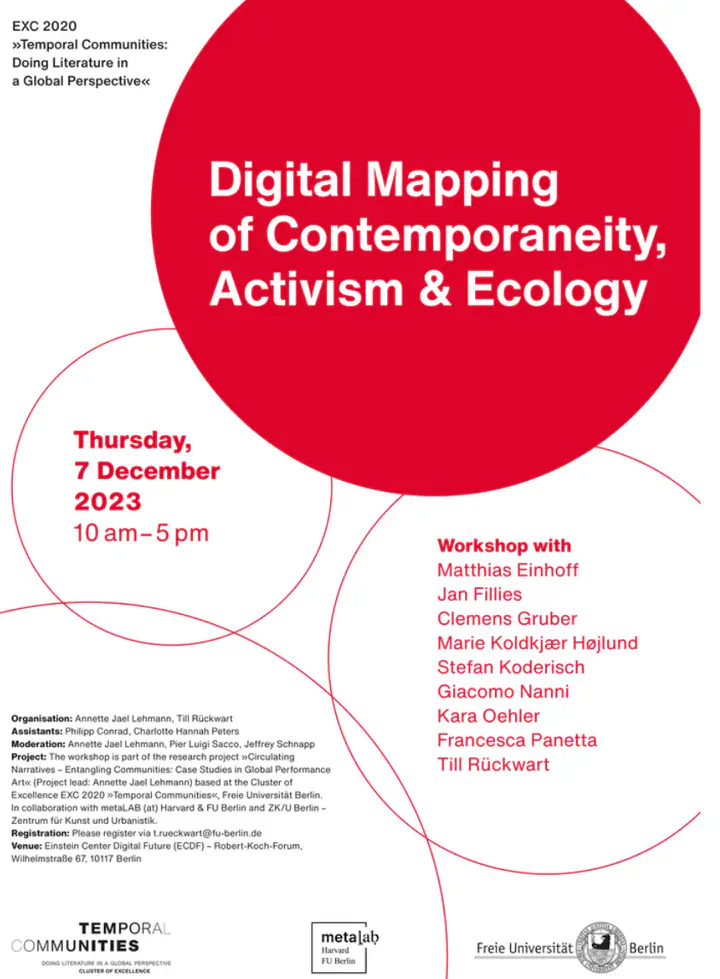 EXC 2020
»Temporal Communities:
Doing Literature in
a Global Perspective«
Digital Mapping
of Contemporaneity,
Activism & Ecology
Thursday,
7 December
2023
10 am – 5 pm
Workshop with
Matthias Einhoff
Jan Fillies
Clemens Gruber
Marie Koldkjær Højlund
Stefan Koderisch
Giacomo Nanni
Kara Oehler
Francesca Panetta
Till Rückwart
Organisation: Annette Jael Lehmann, Till Rückwart
Assistants: Philipp Conrad, Charlotte Hannah Peters
Moderation: Annette Jael Lehmann, Pier Luigi Sacco, Jeffrey Schnapp
Project: The workshop is part of the research project »Circulating
Narratives – Entangling Communities: Case Studies in Global Performance
Art« (Project lead: Annette Jael Lehmann) based at the Cluster of
Excellence EXC 2020 »Temporal Communities«, Freie Universität Berlin.
In collaboration with metaLAB (at) Harvard & FU Berlin and ZK/U Berlin –
Zentrum für Kunst und Urbanistik.
Registration: Please register via t.rueckwart@fu-berlin.de
Venue: Einstein Center Digital Future (ECDF) – Robert-Koch-Forum,
Wilhelmstraße 67, 10117 Berlin
TEMPORAL
COMMUNITIES
DOING LITERATURE IN A GLOBAL PERSPECTIVE
CLUSTER OF EXCELLENCE
metalab
Harvard
FU Berlin
Freie Universität Berlin